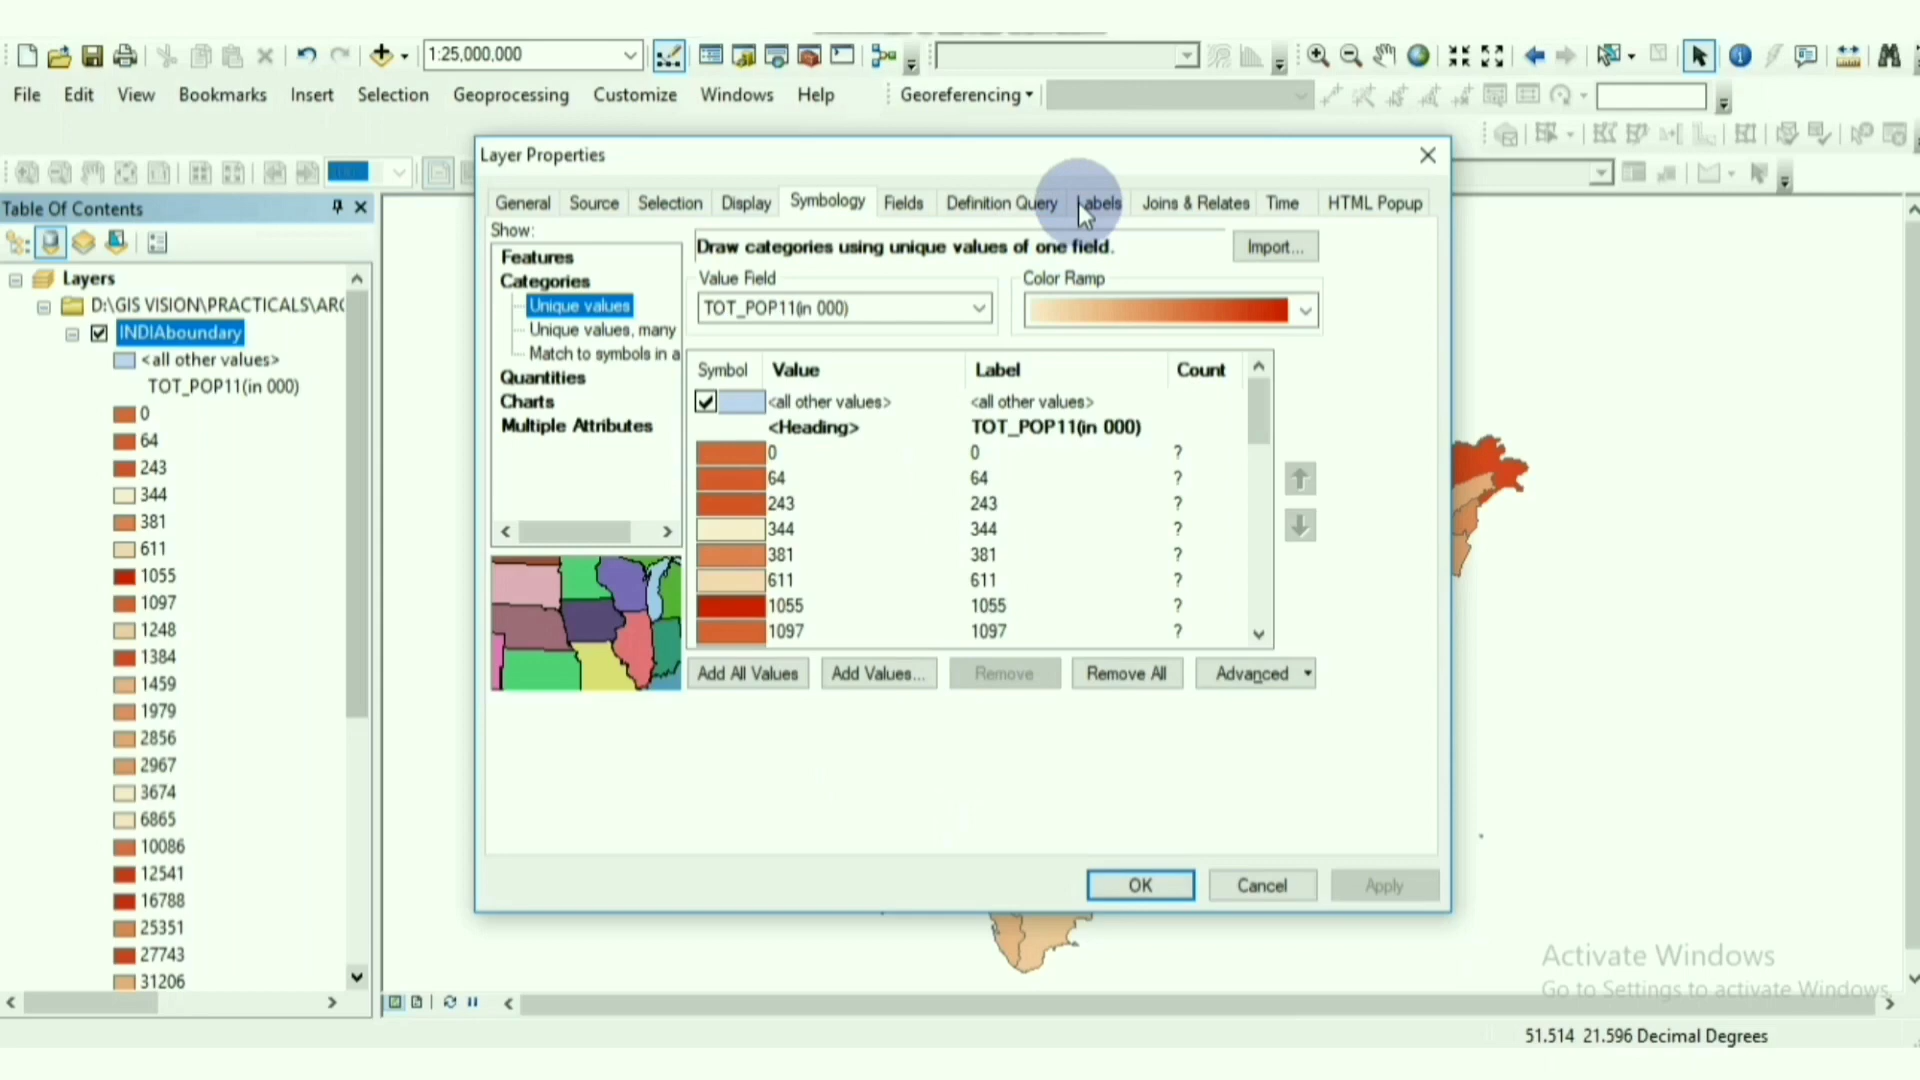 1:25,000,000
File Edit View Bookmarks Insert Selection Geoprocessing Customize Windows Help Georeferencing
Table Of Contents
Layers
D:\GIS VISION\PRACTICALS\AR(
INDIAboundary
<all other values>
TOT_POP11(in 000)
0
64
243
344
381
611
1055
1097
1248
1384
1459
1979
2856
2967
3674
6865
10086
12541
16788
25351
27743
31206
Layer Properties
General Source Selection Display Symbology Fields Definition Query Labels Joins & Relates Time HTML Popup
Show:
Features
Categories
Unique values
Unique values, many
Match to symbols in a
Quantities
Charts
Multiple Attributes
Draw categories using unique values of one field.
Import...
Value Field
TOT_POP11(in 000)
Color Ramp
Symbol Value Label Count
<all other values> <all other values>
<Heading> TOT_POP11(in 000)
0 0 ?
64 64 ?
243 243 ?
344 344 ?
381 381 ?
611 611 ?
1055 1055 ?
1097 1097 ?
Add All Values Add Values... Remove Remove All Advanced
OK Cancel Apply
Activate Windows
Go to Settings to activate Windows.
51.514 21.596 Decimal Degrees